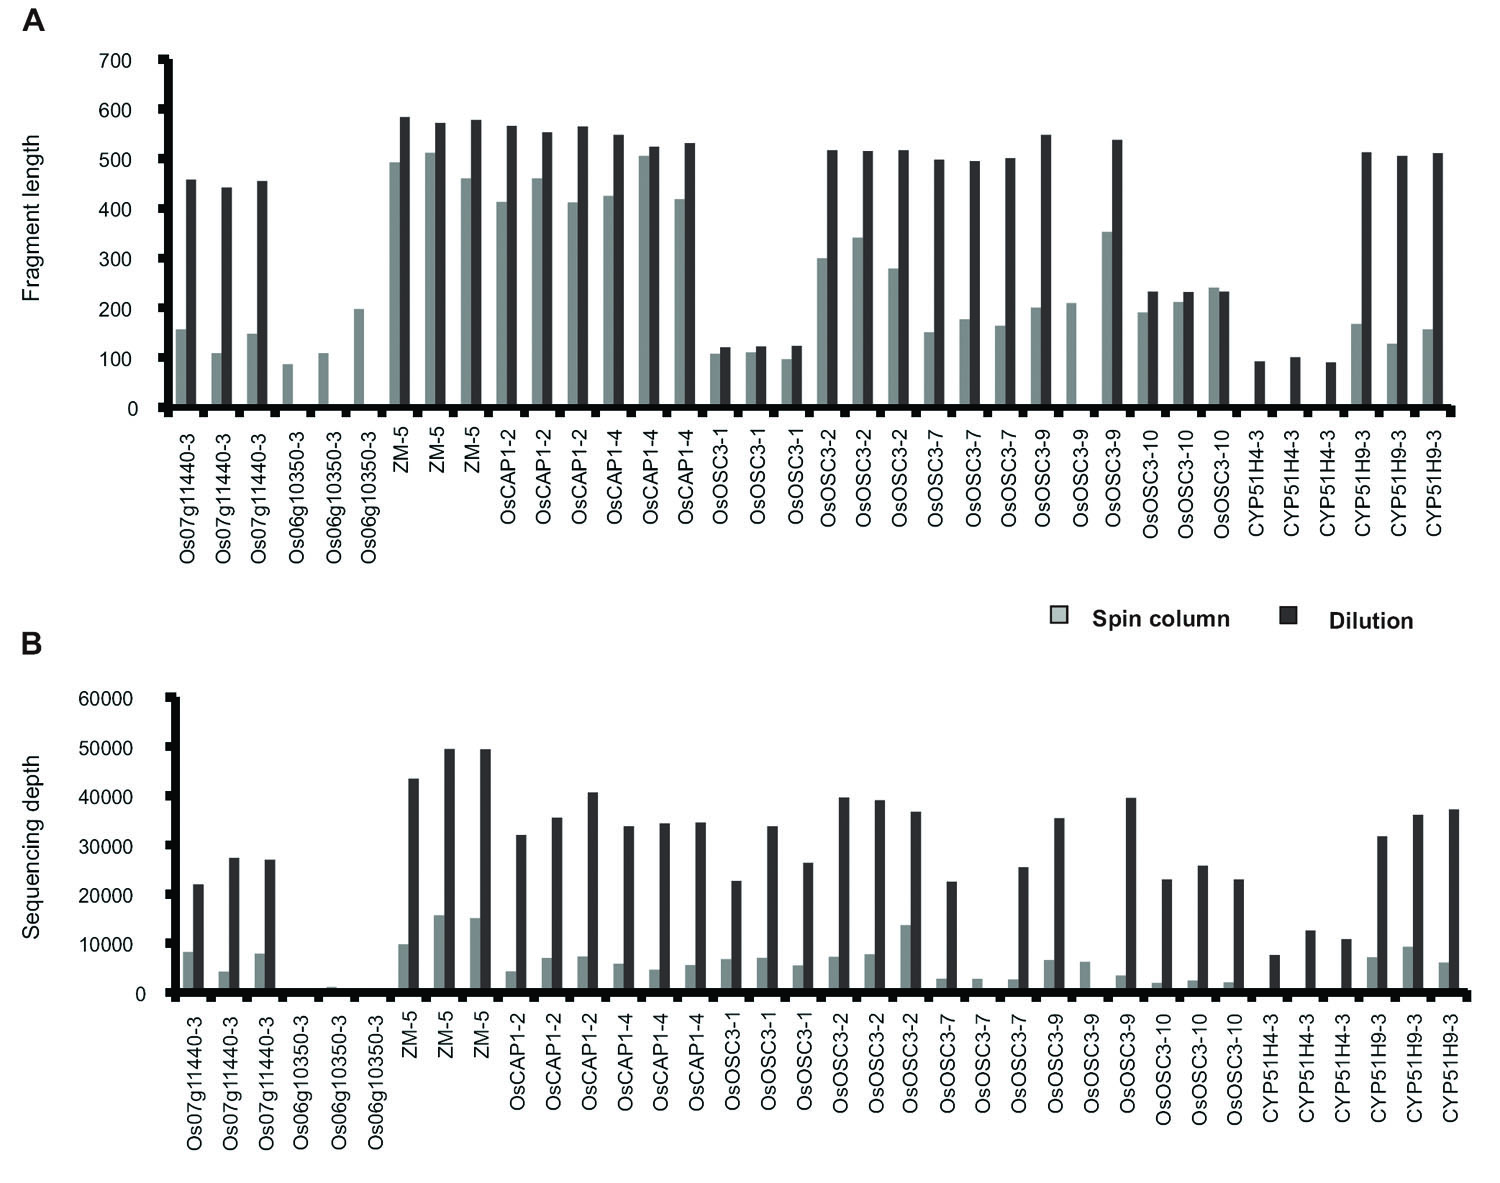 A
700
600
500
400
300
200
100
0
Fragment length
Os07g11440-3 Os07g11440-3 Os07g11440-3 Os06g10350-3 Os06g10350-3 Os06g10350-3 ZM-5 ZM-5 ZM-5 OsCAP1-2 OsCAP1-2 OsCAP1-2 OsCAP1-4 OsCAP1-4 OsCAP1-4 OsOSC3-1 OsOSC3-1 OsOSC3-1 OsOSC3-2 OsOSC3-2 OsOSC3-2 OsOSC3-7 OsOSC3-7 OsOSC3-7 OsOSC3-9 OsOSC3-9 OsOSC3-9 OsOSC3-10 OsOSC3-10 OsOSC3-10 CYP51H4-3 CYP51H4-3 CYP51H4-3 CYP51H9-3 CYP51H9-3 CYP51H9-3
Spin column Dilution
B
60000
50000
40000
30000
20000
10000
0
Sequencing depth
Os07g11440-3 Os07g11440-3 Os07g11440-3 Os06g10350-3 Os06g10350-3 Os06g10350-3 ZM-5 ZM-5 ZM-5 OsCAP1-2 OsCAP1-2 OsCAP1-2 OsCAP1-4 OsCAP1-4 OsCAP1-4 OsOSC3-1 OsOSC3-1 OsOSC3-1 OsOSC3-2 OsOSC3-2 OsOSC3-2 OsOSC3-7 OsOSC3-7 OsOSC3-7 OsOSC3-9 OsOSC3-9 OsOSC3-9 OsOSC3-10 OsOSC3-10 OsOSC3-10 CYP51H4-3 CYP51H4-3 CYP51H4-3 CYP51H9-3 CYP51H9-3 CYP51H9-3